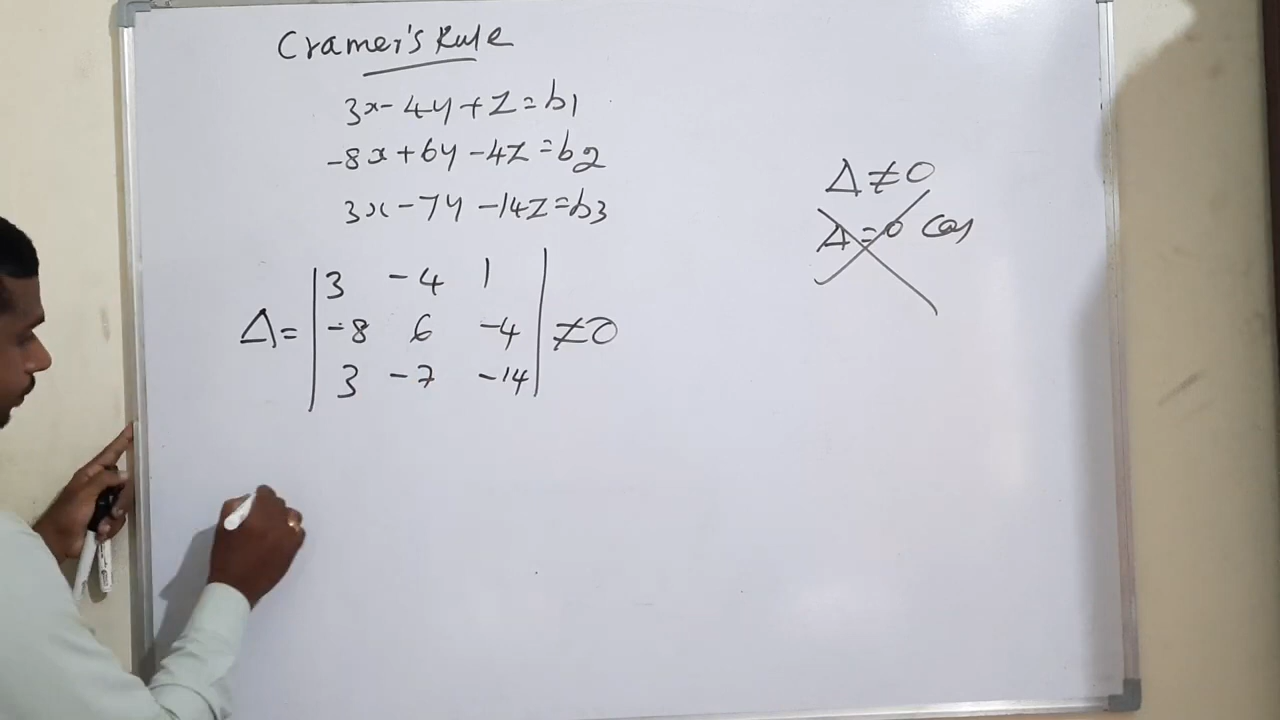 Cramer's Rule
3x - 4y + z = b1
-8x + 6y - 4z = b2
3x - 7y - 14z = b3
Δ ≠ 0
Δ = 0
3 -4 1
Δ = -8 6 -4 ≠ 0
3 -7 -14